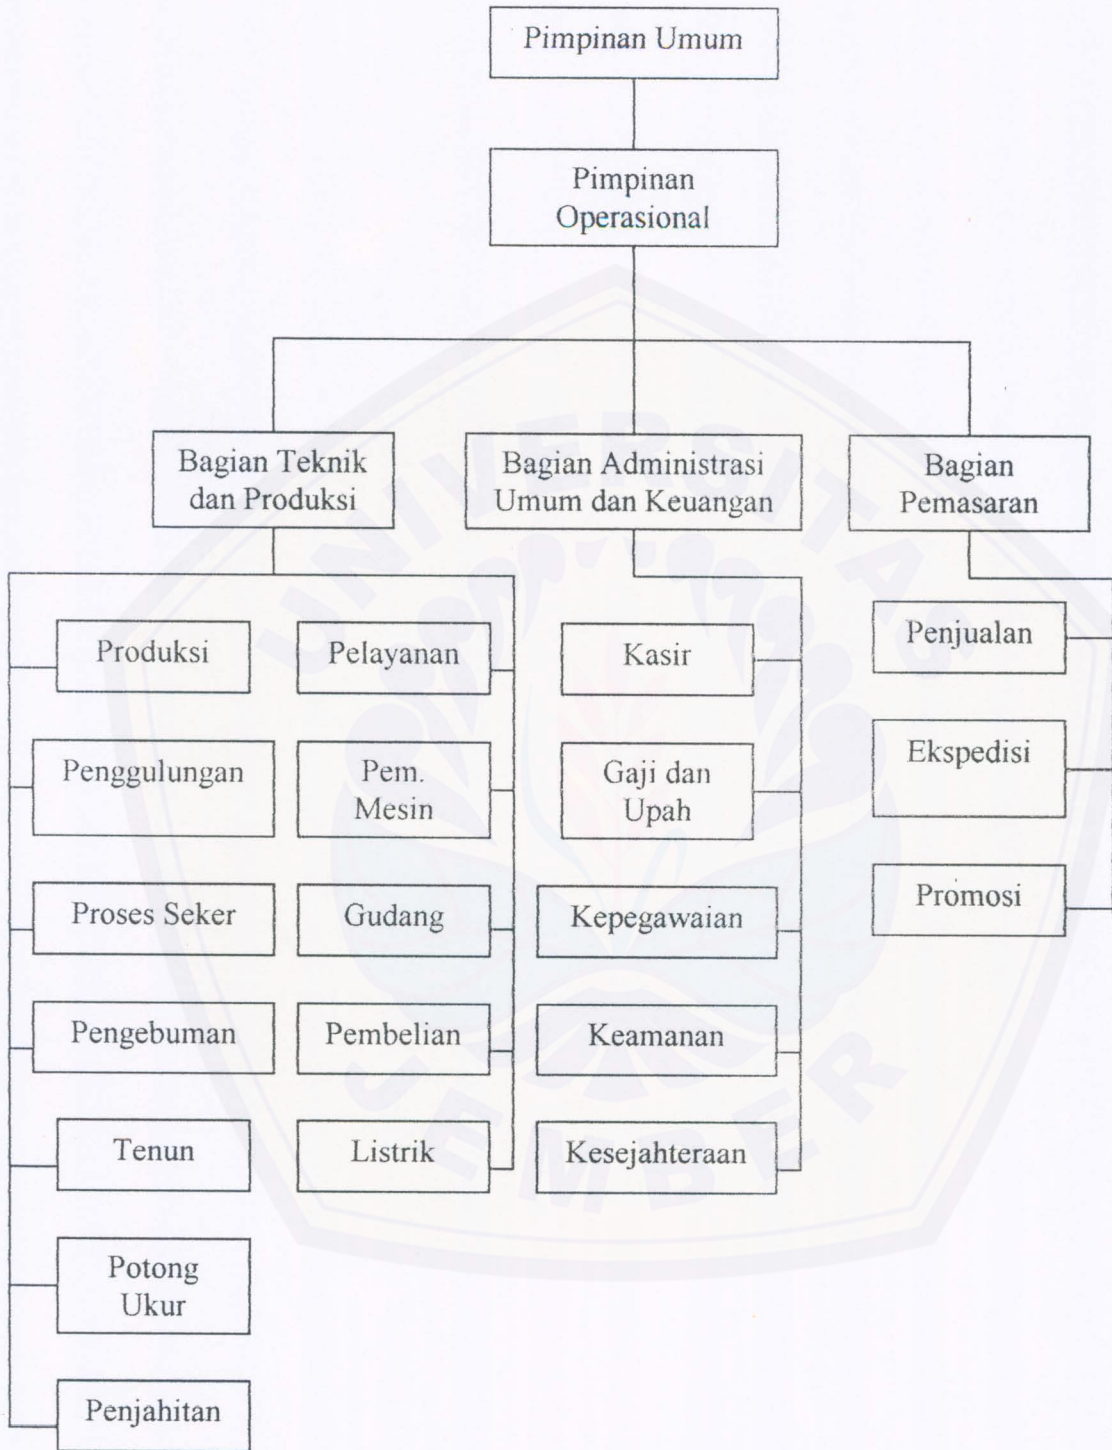 Pimpinan Umum
Pimpinan
Operasional
Bagian Teknik
dan Produksi
Bagian Administrasi
Umum dan Keuangan
Bagian
Pemasaran
Produksi
Penggulungan
Proses Seker
Pengebuman
Tenun
Potong
Ukur
Penjahitan
Pelayanan
Pem.
Mesin
Gudang
Pembelian
Listrik
Kasir
Gaji dan
Upah
Kepegawaian
Keamanan
Kesejahteraan
Penjualan
Ekspedisi
Promosi
UNIVERSITAS
JEMBER